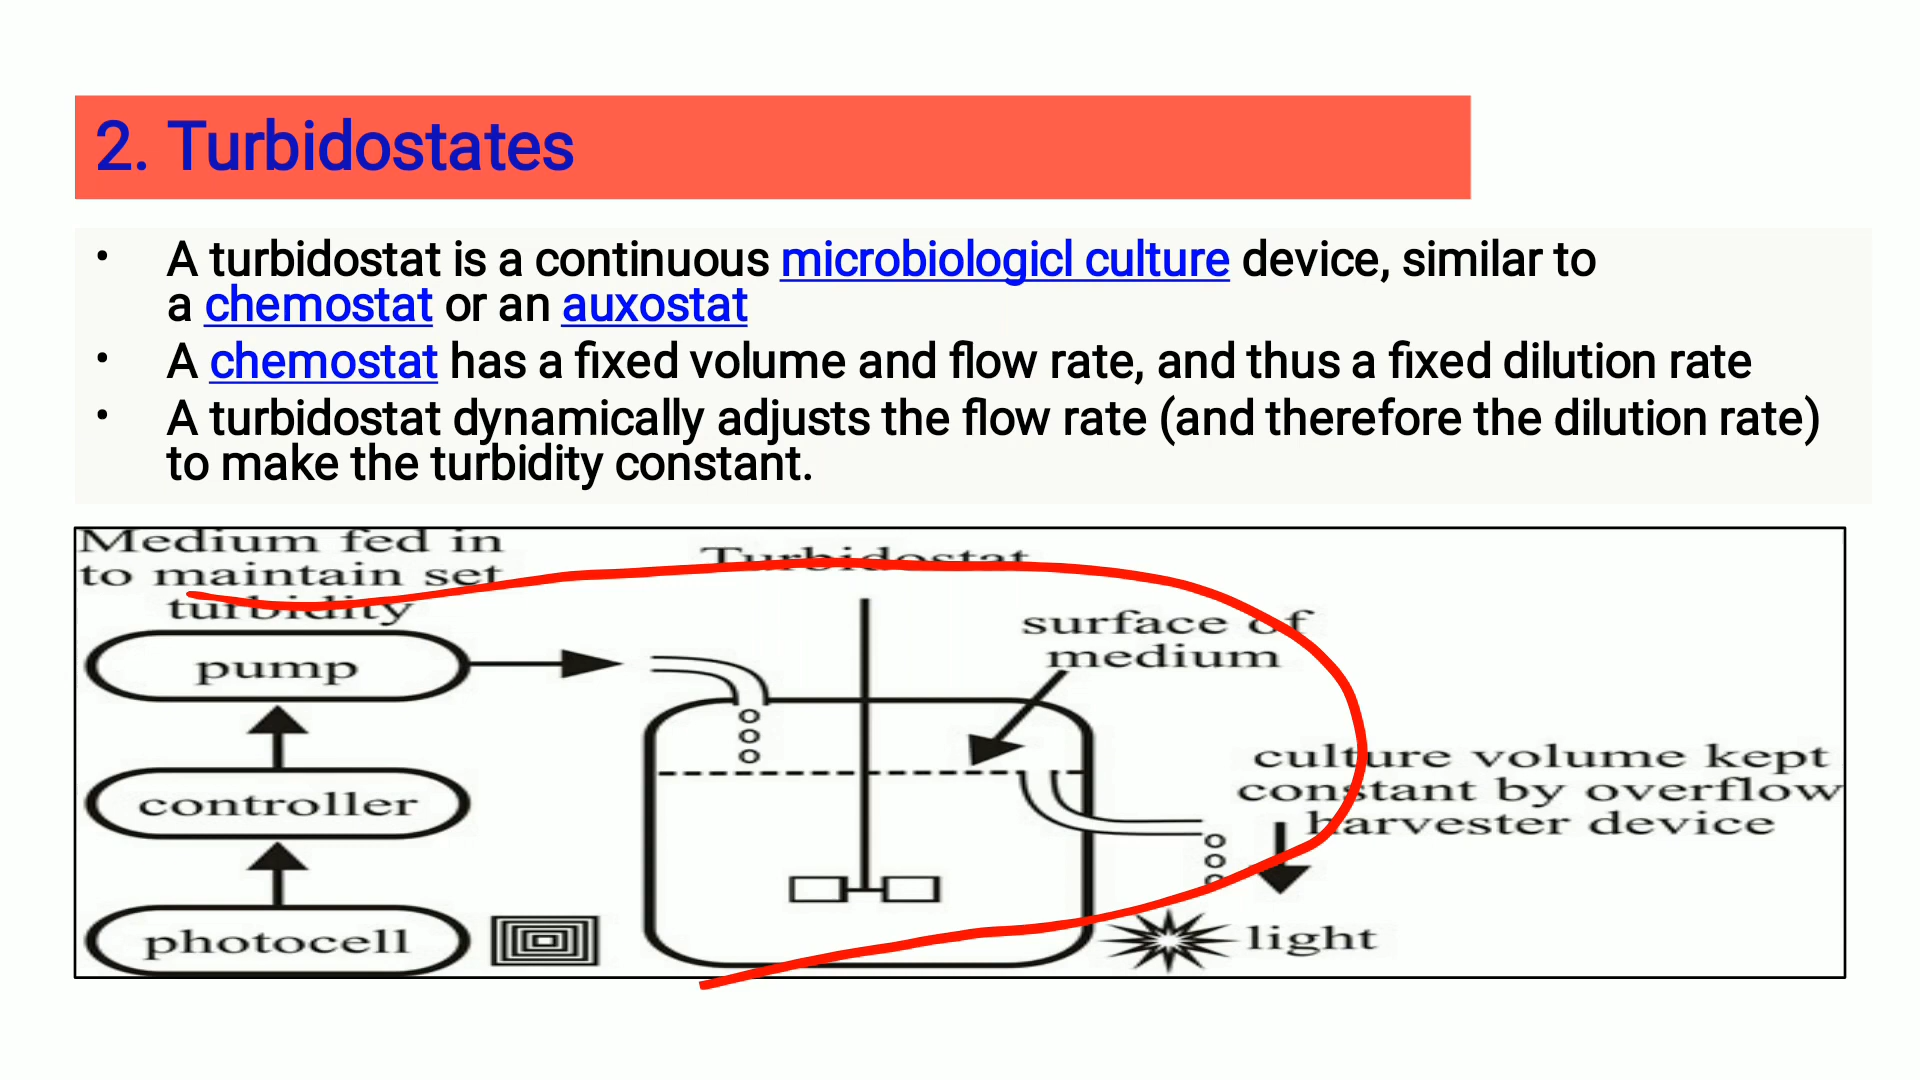 2. Turbidostates
• A turbidostat is a continuous microbiologicl culture device, similar to
a chemostat or an auxostat
• A chemostat has a fixed volume and flow rate, and thus a fixed dilution rate
• A turbidostat dynamically adjusts the flow rate (and therefore the dilution rate)
to make the turbidity constant.
Medium fed in
to maintain set
turbidity
Turbidostat
surface of
medium
pump
culture volume kept
constant by overflow
harvester device
controller
photocell
light